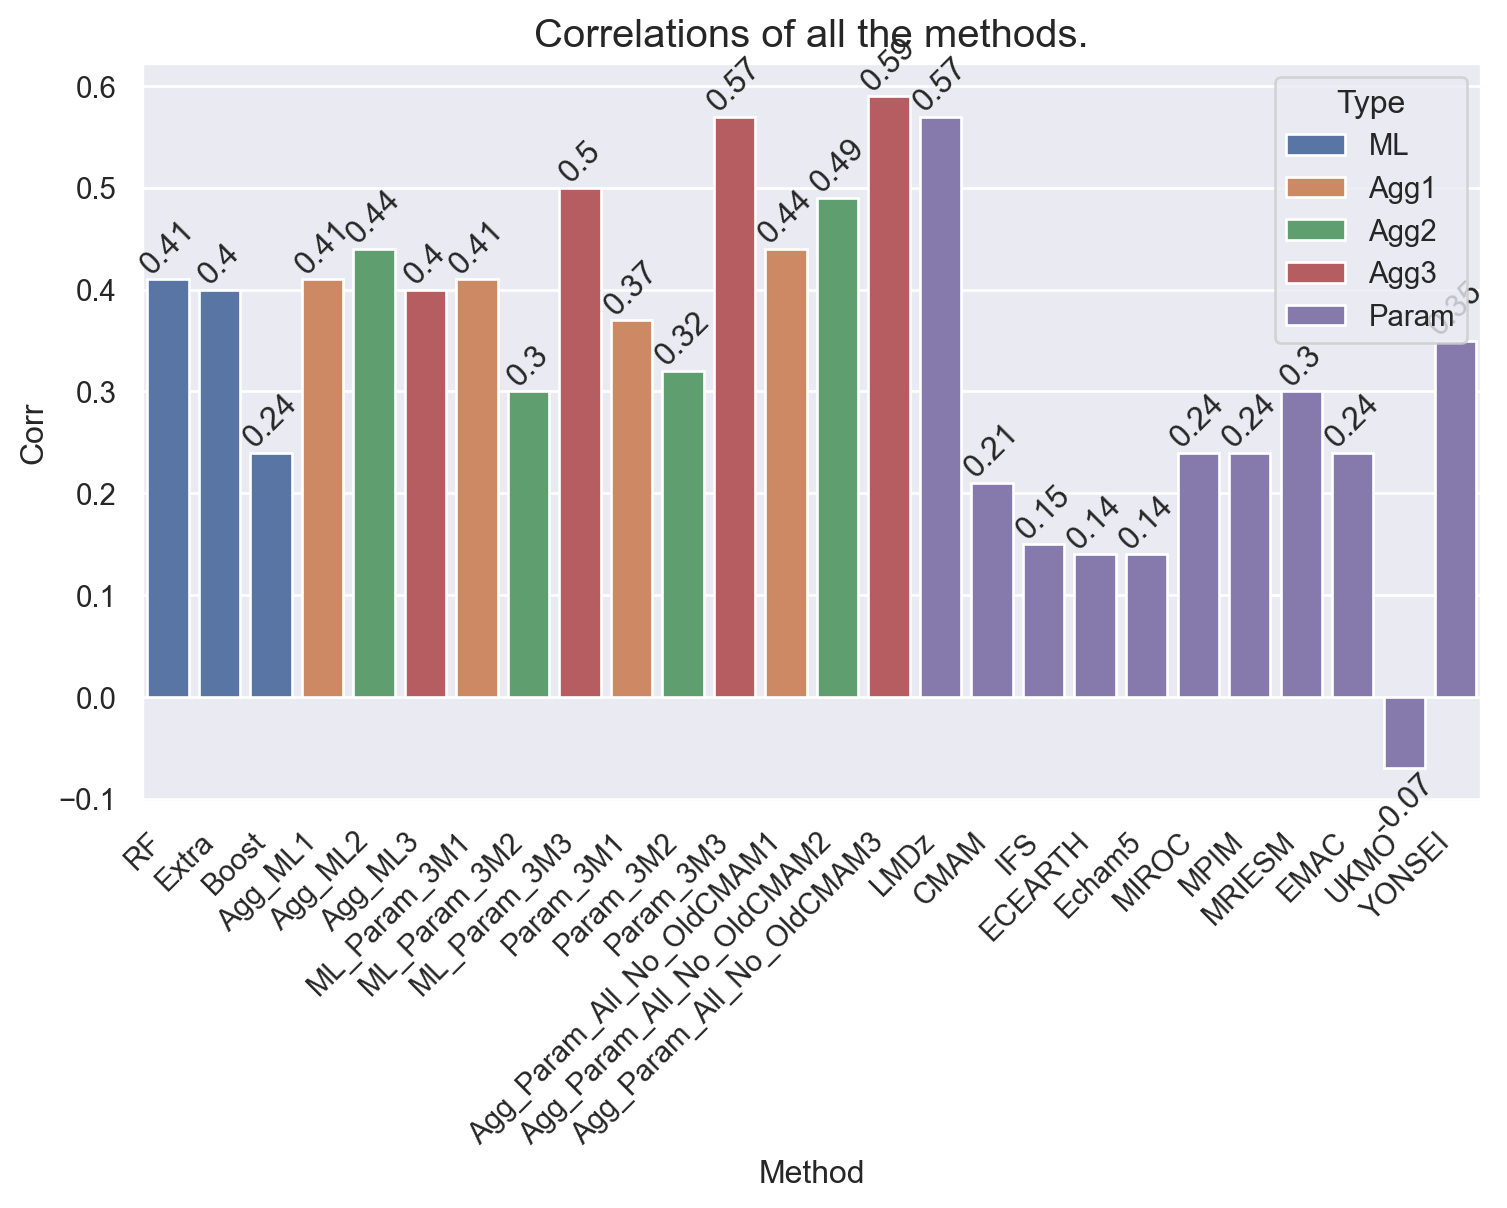 Correlations of all the methods.
Corr
0.6
0.5
0.4
0.3
0.2
0.1
0.0
−0.1
0.41
0.4
0.24
0.41
0.44
0.4
0.41
0.3
0.5
0.37
0.32
0.57
0.44
0.49
0.59
0.57
0.21
0.15
0.14
0.14
0.24
0.24
0.3
0.24
-0.07
0.35
Type
ML
Agg1
Agg2
Agg3
Param
RF
Extra
Boost
Agg_ML1
Agg_ML2
Agg_ML3
ML_Param_3M1
ML_Param_3M2
ML_Param_3M3
Param_3M1
Param_3M2
Param_3M3
Agg_Param_All_No_OldCMAM1
Agg_Param_All_No_OldCMAM2
Agg_Param_All_No_OldCMAM3
LMDz
CMAM
IFS
ECEARTH
Echam5
MIROC
MPIM
MRIESM
EMAC
UKMO
YONSEI
Method